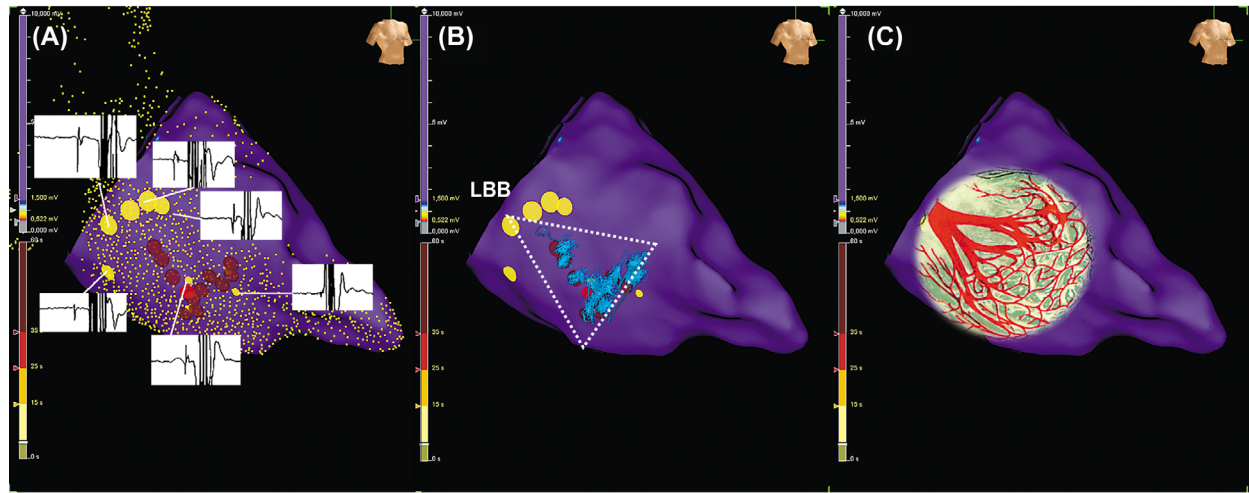 (A)
10,000 mV
5
1,500 mV
0,522 mV
0,000 mV
60 s
35
25 s
15 s
0 s
(B)
10,000 mV
5 mV
1,500 mV
0,522 mV
0,000 mV
60 s
35 s
25 s
15 s
0 s
LBB
(C)
10,000 mV
5 mV
1,500 mV
0,522 mV
0,000 mV
60 s
35 s
25 s
15 s
0 s